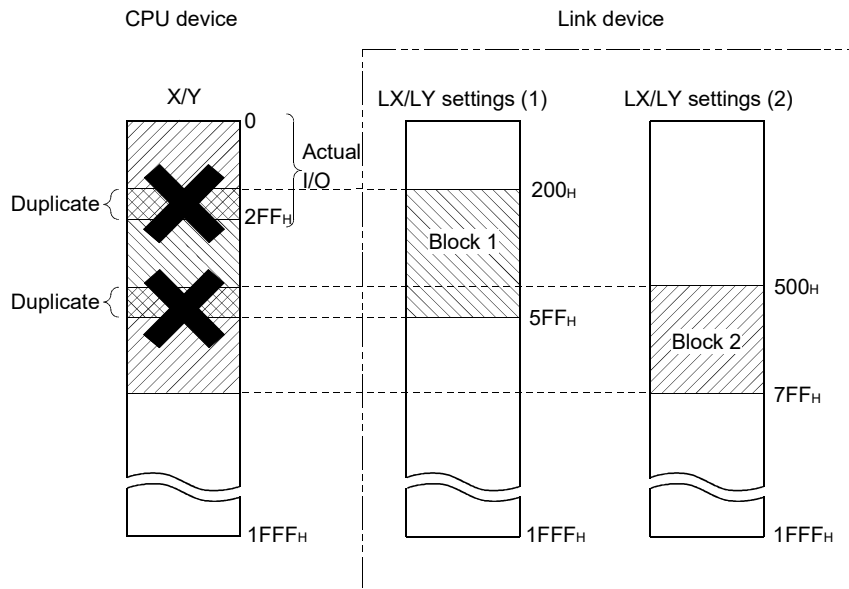 CPU device
Link device
X/Y
LX/LY settings (1)
LX/LY settings (2)
0
Actual
I/O
Duplicate
2FFH
200H
Block 1
Duplicate
500H
5FFH
Block 2
7FFH
1FFFH
1FFFH
1FFFH